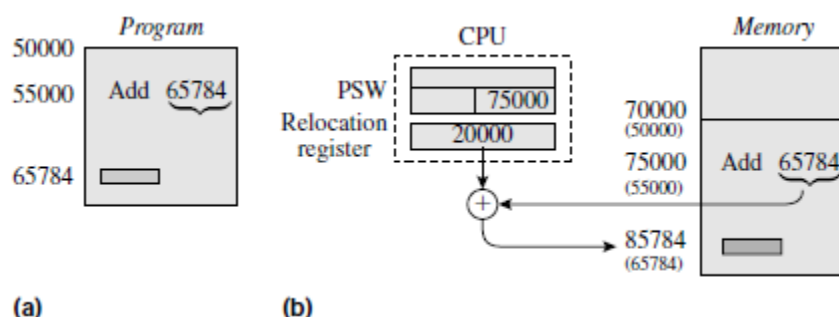 Program
50000
55000 Add 65784
65784
(a)
CPU
PSW 75000
Relocation
register 20000
+
Memory
70000
(50000)
75000 Add 65784
(55000)
85784
(65784)
(b)